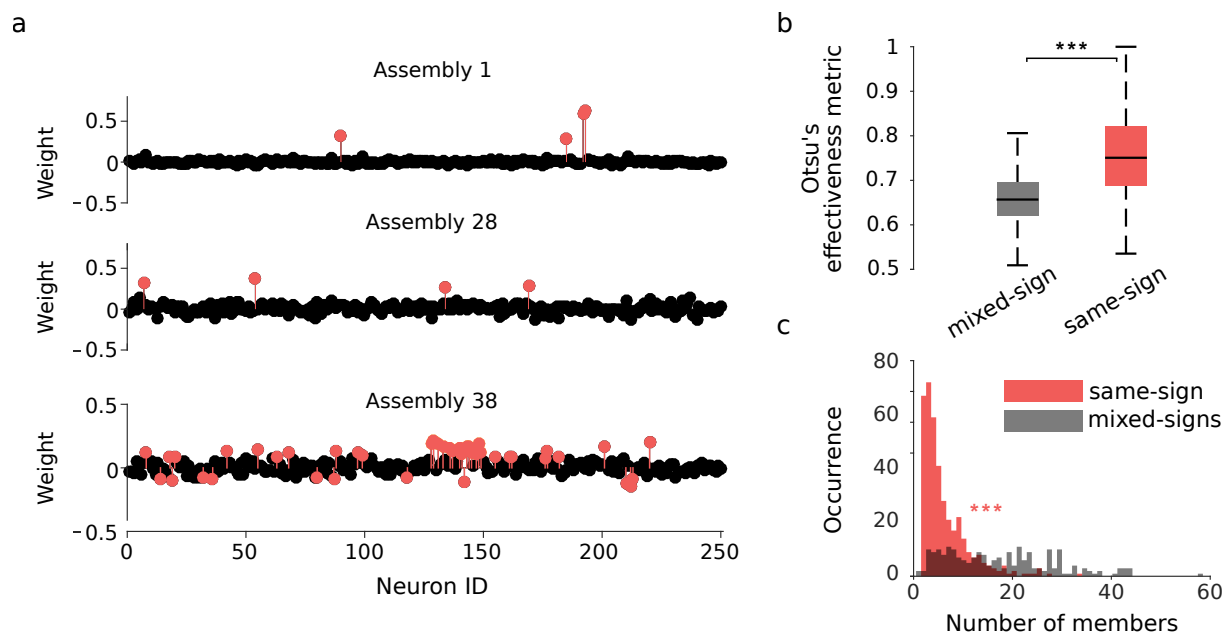 a
Assembly 1
Weight
0.5
0
−0.5
Assembly 28
Weight
0.5
0
−0.5
Assembly 38
Weight
0.5
0
−0.5
0 50 100 150 200 250
Neuron ID
b
Otsu's
effectiveness metric
1
0.9
0.8
0.7
0.6
0.5
***
mixed-sign
same-sign
c
Occurrence
80
60
40
20
0
same-sign
mixed-signs
***
0 20 40 60
Number of members